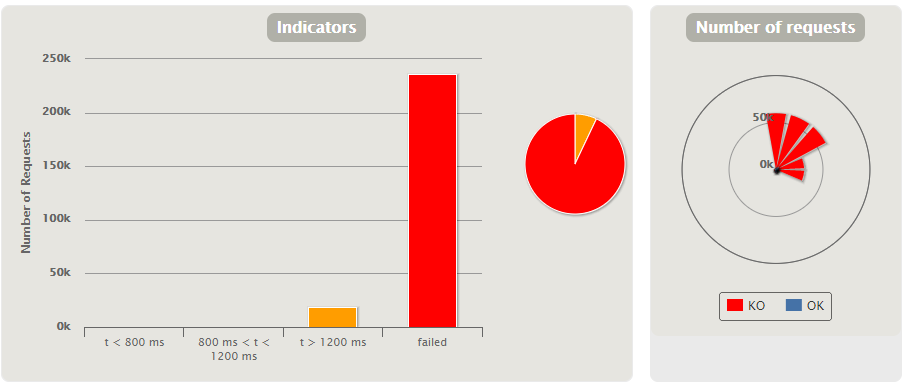 Indicators
250k
200k
150k
100k
50k
0k
Number of Requests
t < 800 ms
800 ms < t <
1200 ms
t > 1200 ms
failed
Number of requests
50k
0k
KO
OK